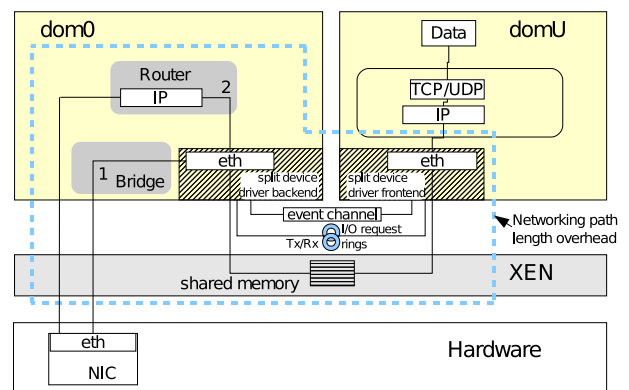 dom0
Data
domU
Router
2
IP
TCP/UDP
IP
1
Bridge
eth
eth
split device
driver backend
split device
driver frontend
event channel
I/O request
Tx/Rx
rings
Networking path
length overhead
shared memory
XEN
eth
NIC
Hardware